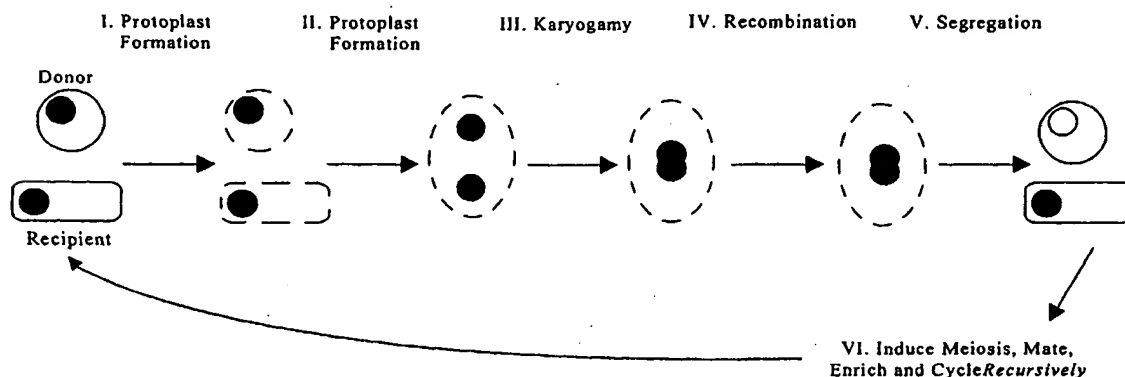 I. Protoplast
Formation
II. Protoplast
Formation
III. Karyogamy
IV. Recombination
V. Segregation
Donor
Recipient
VI. Induce Meiosis, Mate,
Enrich and CycleRecursively